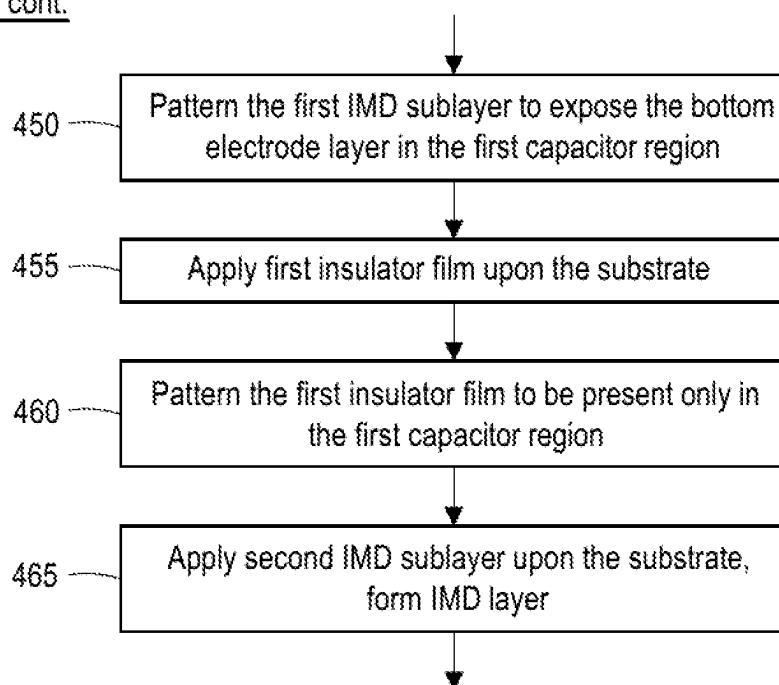 cont.
450
Pattern the first IMD sublayer to expose the bottom
electrode layer in the first capacitor region
455
Apply first insulator film upon the substrate
460
Pattern the first insulator film to be present only in
the first capacitor region
465
Apply second IMD sublayer upon the substrate,
form IMD layer